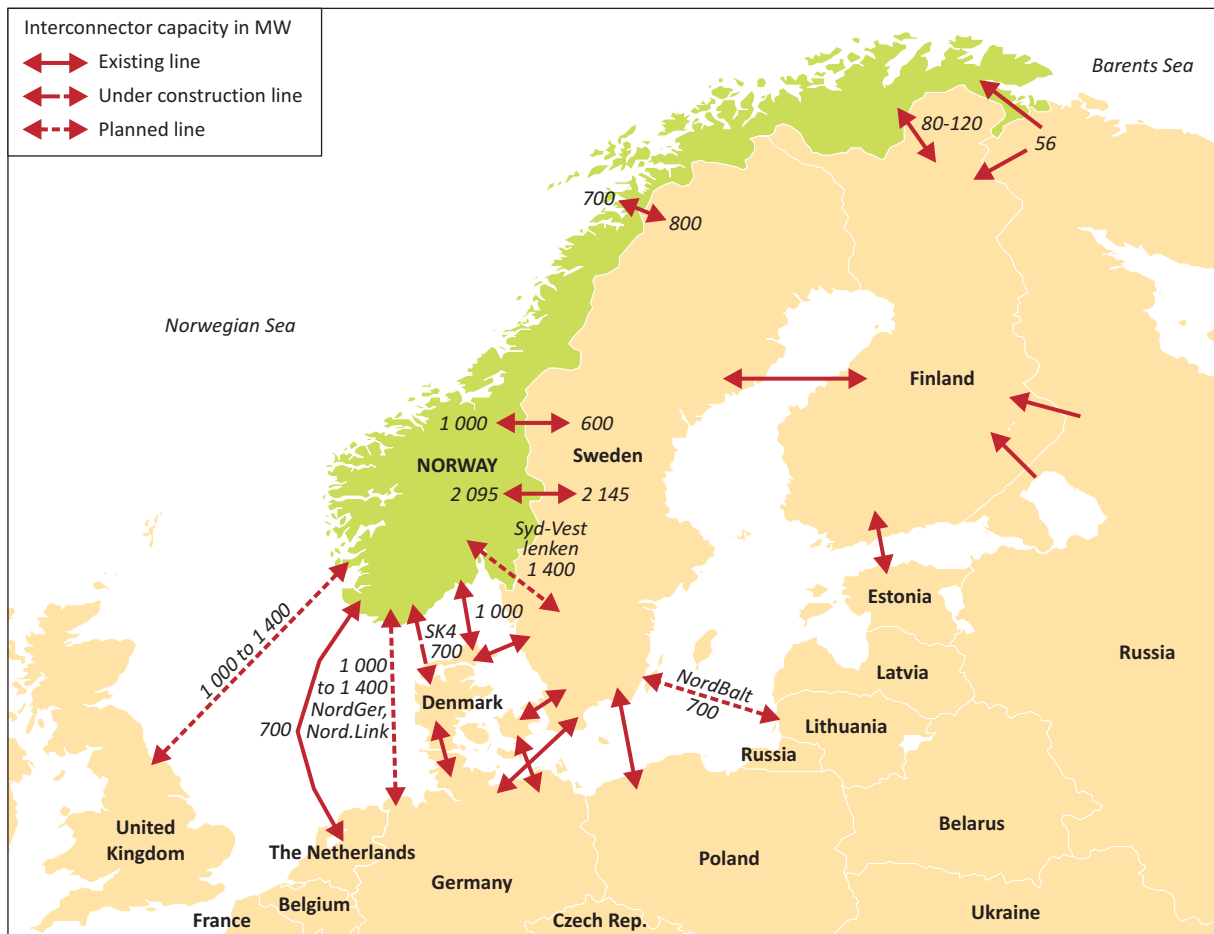 Interconnector capacity in MW
Existing line
Under construction line
Planned line
Barents Sea
80-120
56
700
800
Norwegian Sea
Finland
1 000
600
Sweden
NORWAY
2 095
2 145
Syd-Vest
lenken
1 400
Estonia
1 000
1 000 to 1 400
SK4
700
Russia
1 000
to 1 400
NordGer,
Nord.Link
Latvia
NordBalt
700
Denmark
700
Lithuania
Russia
United
Kingdom
Belarus
The Netherlands
Poland
Germany
Belgium
Ukraine
France
Czech Rep.